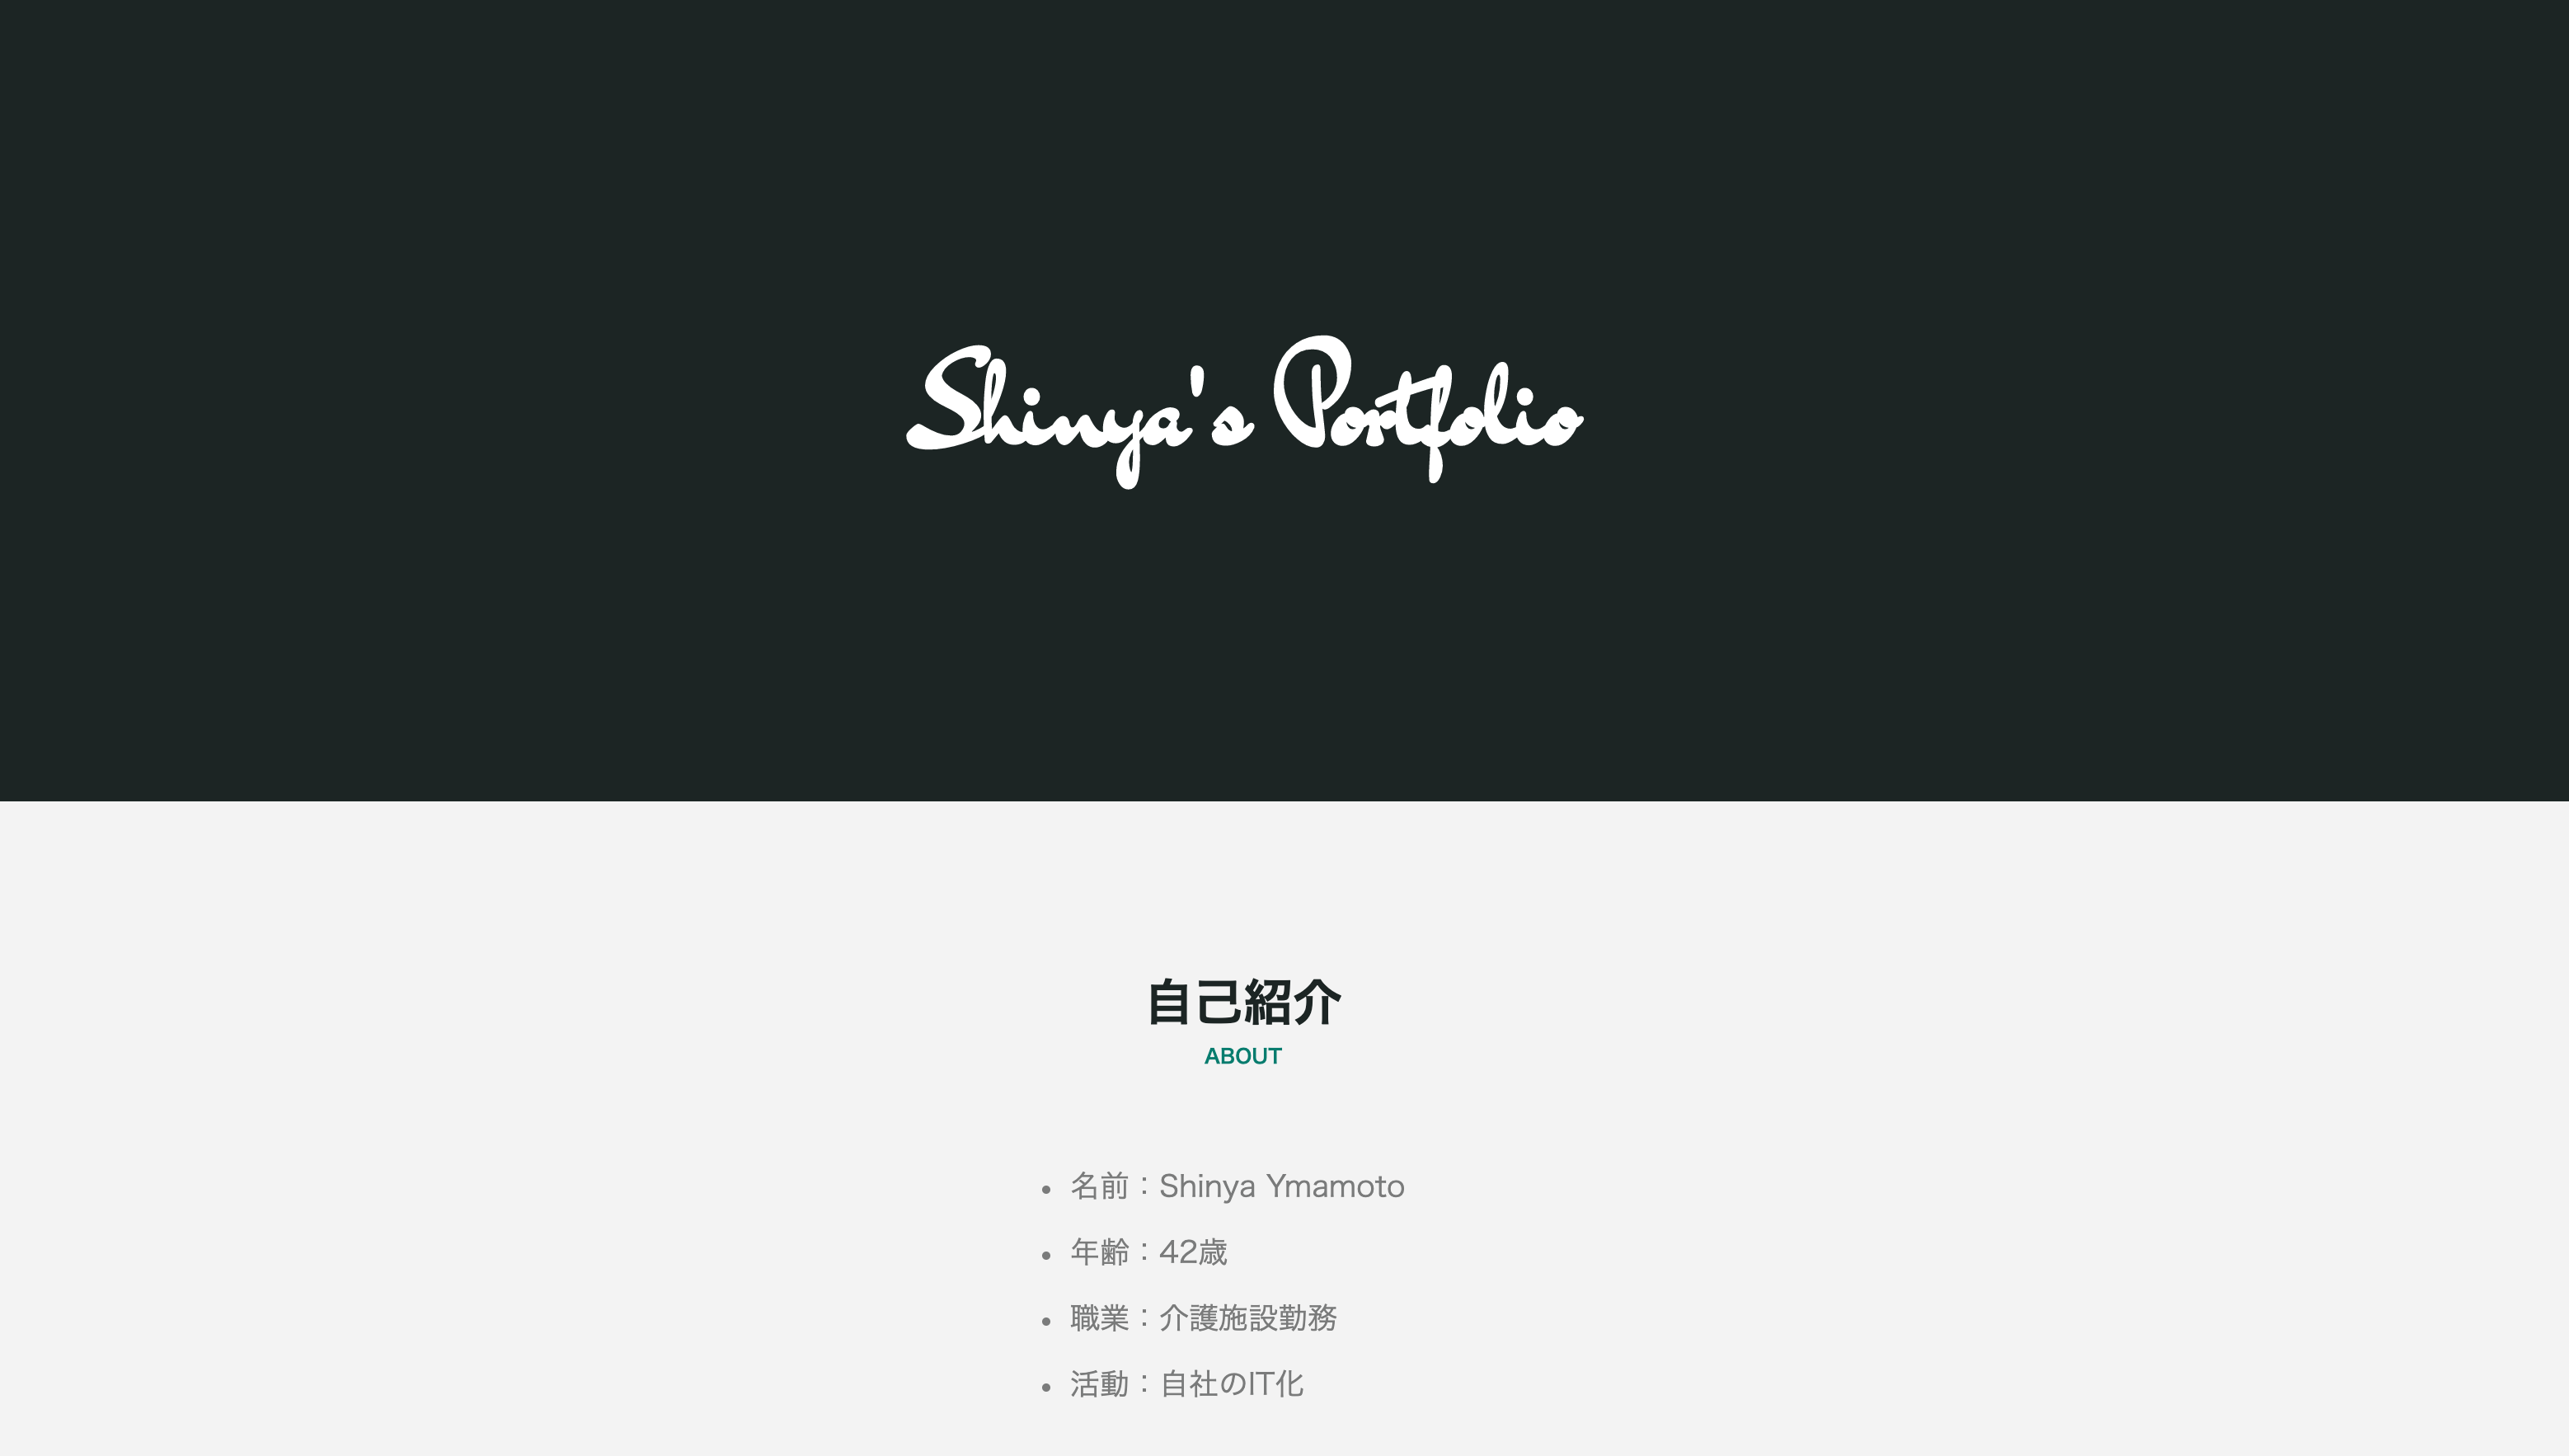 Shinya's Portfolio
自己紹介
ABOUT
• 名前：Shinya Ymamoto
• 年齢：42歳
• 職業：介護施設勤務
• 活動：自社のIT化